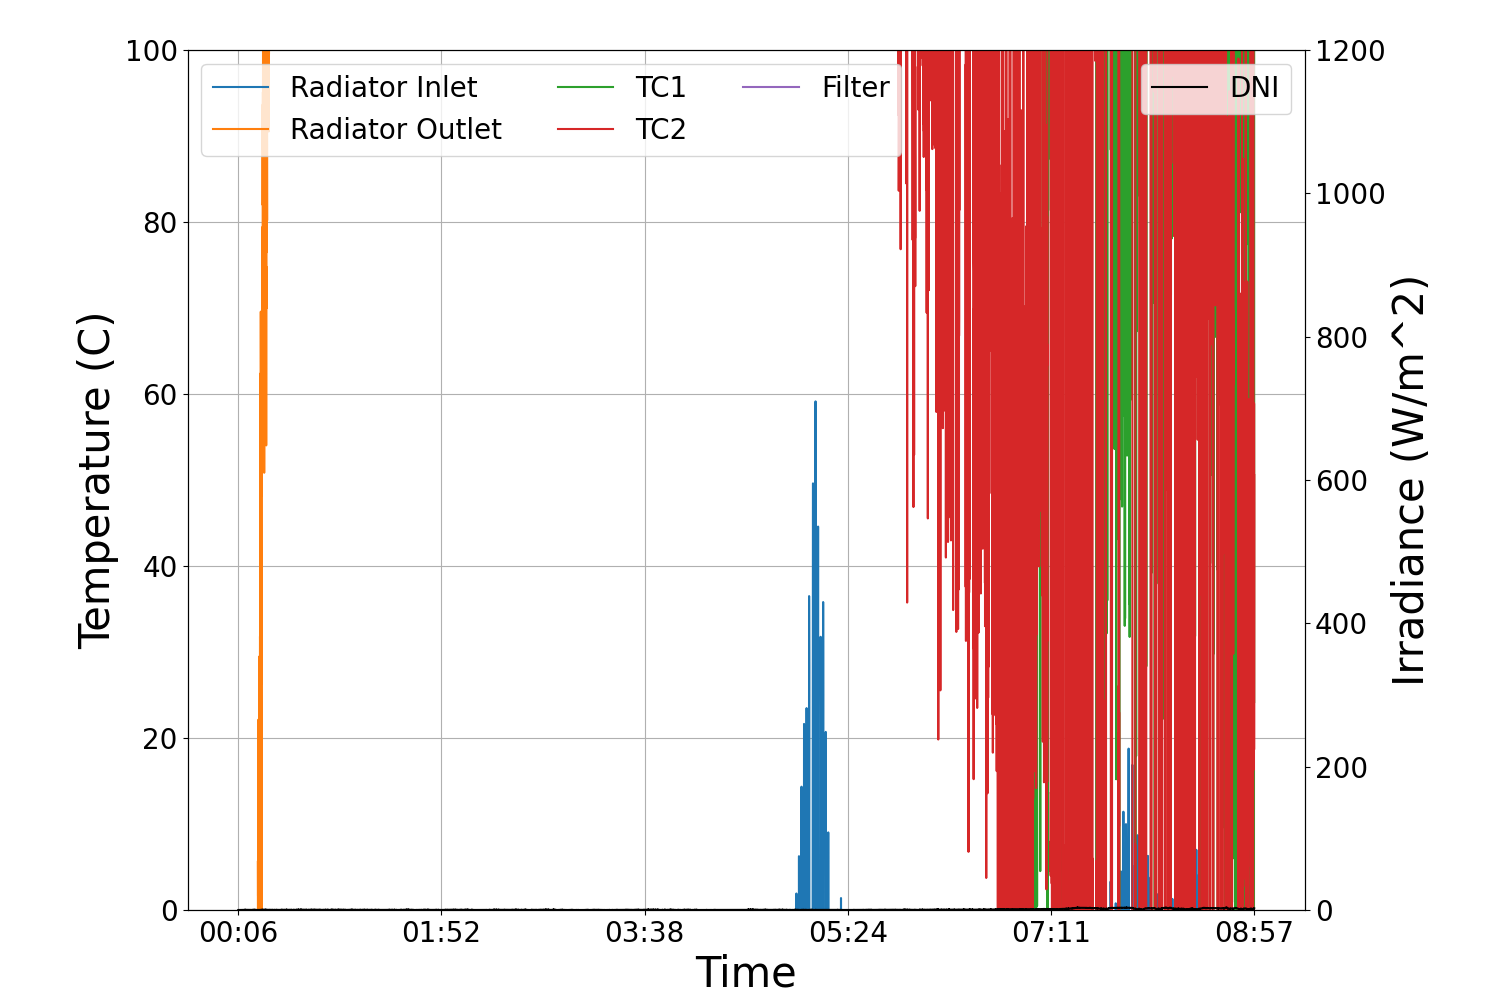 100
80
60
40
20
0
Temperature (C)
Radiator Inlet
Radiator Outlet
TC1
TC2
Filter
DNI
1200
1000
800
600
400
200
0
Irradiance (W/m^2)
00:06 01:52 03:38 05:24 07:11 08:57
Time